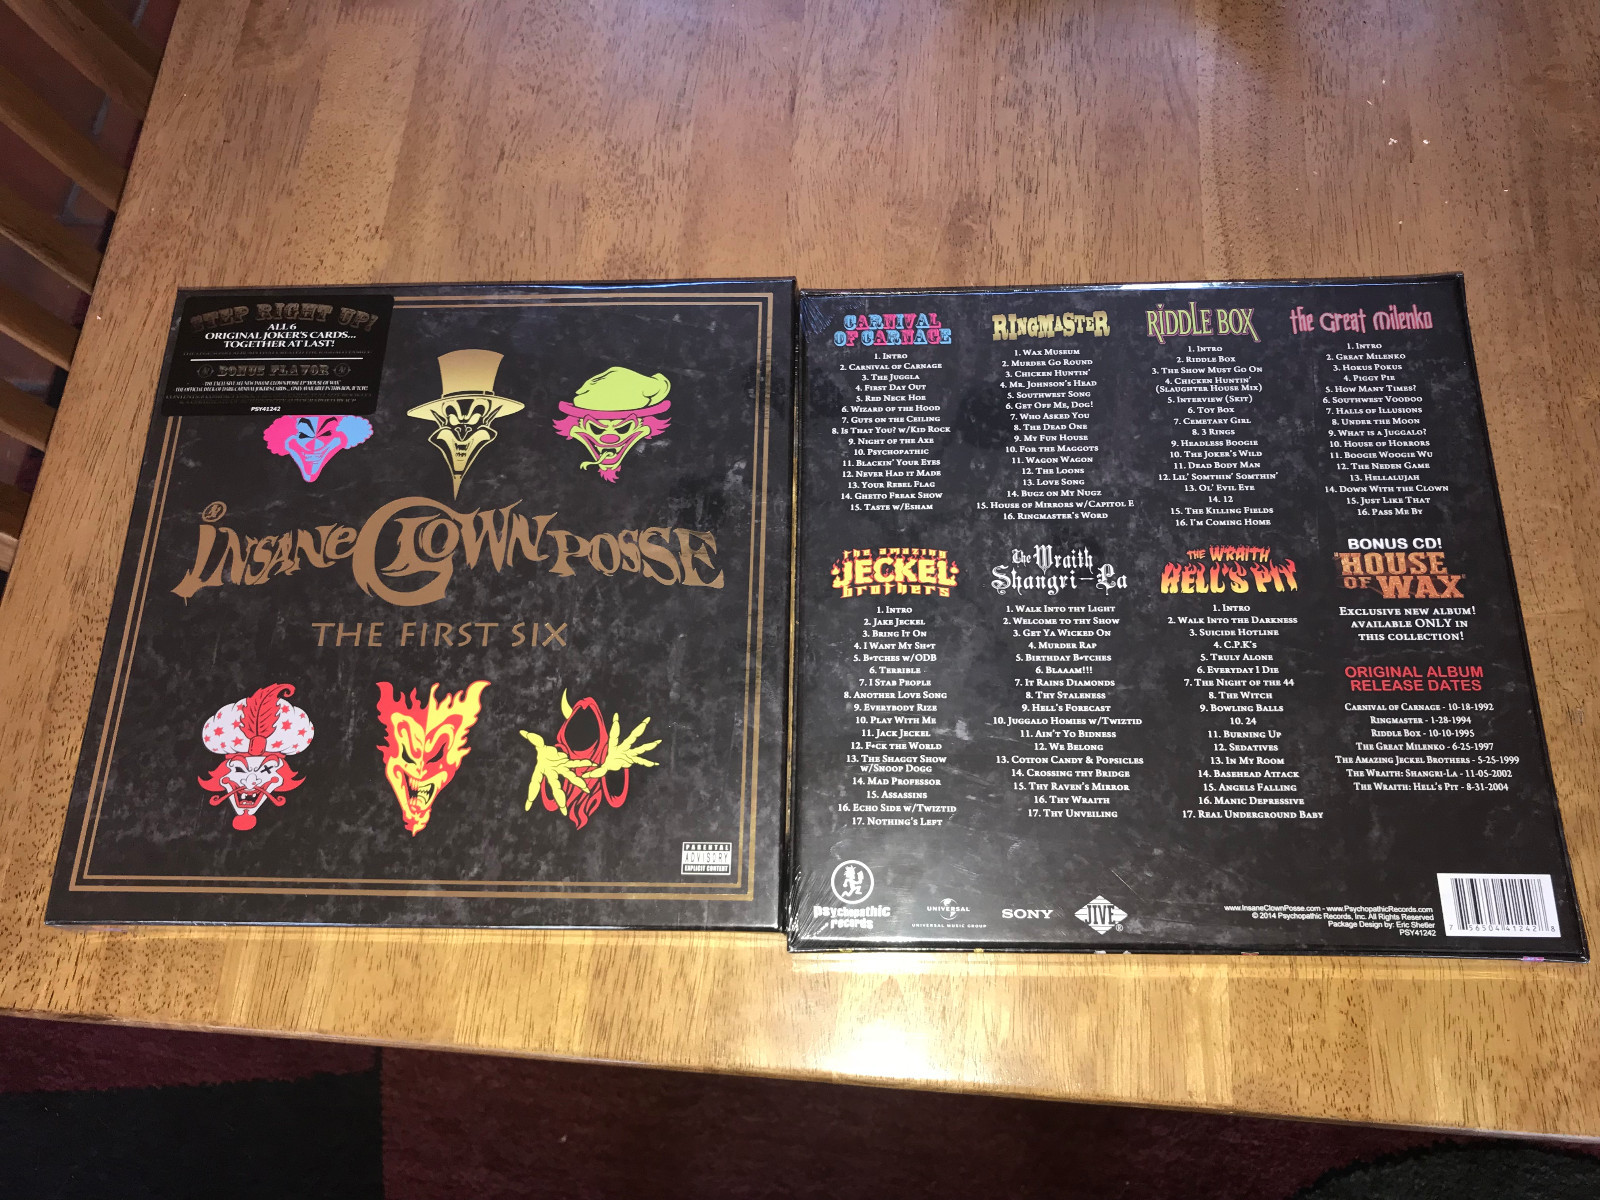 STEP RIGHT UP!
ALL 6
ORIGINAL JOKER'S CARDS...
TOGETHER AT LAST!
BONUS FLAVOR
PSY41242
INSANE CLOWN POSSE
THE FIRST SIX
PARENTAL
ADVISORY
EXPLICIT CONTENT
CARNIVAL
OF CARNAGE
1. Intro
2. Carnival of Carnage
3. The Juggla
4. First Day Out
5. Red Neck Hoe
6. Wizard of the Hood
7. Guts on the Ceiling
8. Is That You? w/Kid Rock
9. Night of the Axe
10. Psychopathic
11. Blackin' Your Eyes
12. Never Had it Made
13. Your Rebel Flag
14. Ghetto Freak Show
15. Taste w/Esham
RINGMASTER
1. Wax Museum
2. Murder Go Round
3. Chicken Huntin'
4. Mr. Johnson's Head
5. Southwest Song
6. Get Off Me, Dog!
7. Who Asked You
8. The Dead One
9. My Fun House
10. For the Maggots
11. Wagon Wagon
12. The Loons
13. Love Song
14. Bugz on My Nugz
15. House of Mirrors w/Capitol E
16. Ringmaster's Word
RIDDLE BOX
1. Intro
2. Riddle Box
3. The Show Must Go On
4. Chicken Huntin'
(Slaughter House Mix)
5. Interview (Skit)
6. Toy Box
7. Cemetary Girl
8. 3 Rings
9. Headless Boogie
10. The Joker's Wild
11. Dead Body Man
12. Lil' Somthin' Somthin'
13. Ol' Evil Eye
14. 12
15. The Killing Fields
16. I'm Coming Home
the Great Milenko
1. Intro
2. Great Milenko
3. Hokus Pokus
4. Piggy Pie
5. How Many Times?
6. Southwest Voodoo
7. Halls of Illusions
8. Under the Moon
9. What is a Juggalo?
10. House of Horrors
11. Boogie Woogie Wu
12. The Neden Game
13. Hellalujah
14. Down With the Clown
15. Just Like That
16. Pass Me By
THE AMAZING
JECKEL
brothers
1. Intro
2. Jake Jeckel
3. Bring It On
4. I Want My Sh*t
5. B*tches w/ODB
6. Terrible
7. I Stab People
8. Another Love Song
9. Everybody Rize
10. Play With Me
11. Jack Jeckel
12. F*ck the World
13. The Shaggy Show
w/Snoop Dogg
14. Mad Professor
15. Assassins
16. Echo Side w/Twiztid
17. Nothing's Left
The Wraith
Shangri-La
1. Walk Into thy Light
2. Welcome to thy Show
3. Get Ya Wicked On
4. Murder Rap
5. Birthday B*tches
6. Blaaam!!!
7. It Rains Diamonds
8. Thy Staleness
9. Hell's Forecast
10. Juggalo Homies w/Twiztid
11. Ain't Yo Bidness
12. We Belong
13. Cotton Candy & Popsicles
14. Crossing thy Bridge
15. Thy Raven's Mirror
16. Thy Wraith
17. Thy Unveiling
THE WRAITH
HELL'S PIT
1. Intro
2. Walk Into the Darkness
3. Suicide Hotline
4. C.P.K's
5. Truly Alone
6. Everyday I Die
7. The Night of the 44
8. The Witch
9. Bowling Balls
10. 24
11. Burning Up
12. Sedatives
13. In My Room
14. Basehead Attack
15. Angels Falling
16. Manic Depressive
17. Real Underground Baby
BONUS CD!
"HOUSE
OF WAX"
Exclusive new album!
available ONLY in
this collection!
ORIGINAL ALBUM
RELEASE DATES
Carnival of Carnage - 10-18-1992
Ringmaster - 1-28-1994
Riddle Box - 10-10-1995
The Great Milenko - 6-25-1997
The Amazing Jeckel Brothers - 5-25-1999
The Wraith: Shangri-La - 11-05-2002
The Wraith: Hell's Pit - 8-31-2004
psychopathic
records
UNIVERSAL
UNIVERSAL MUSIC GROUP
SONY
JIVE
www.InsaneClownPosse.com - www.PsychopathicRecords.com
© 2014 Psychopathic Records, Inc. All Rights Reserved
Package Design by: Eric Shetler
PSY41242
7 56504 41242 8